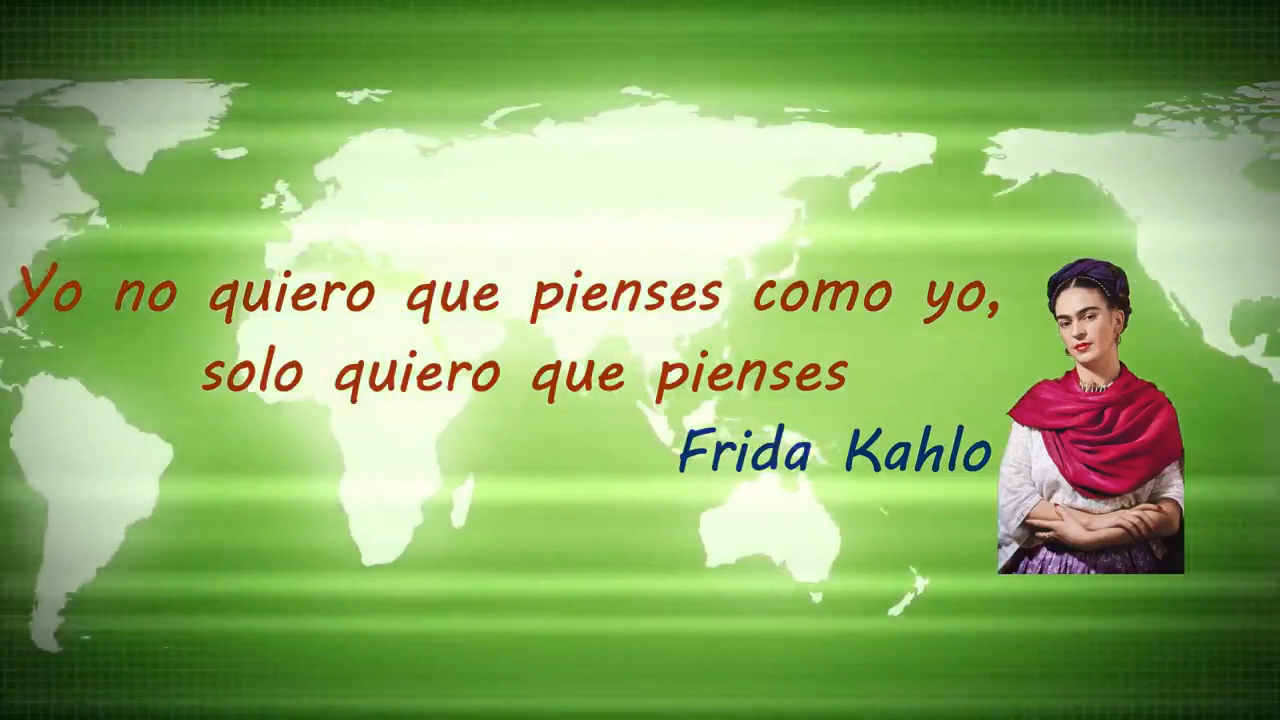 Yo no quiero que pienses como yo,
solo quiero que pienses
Frida Kahlo